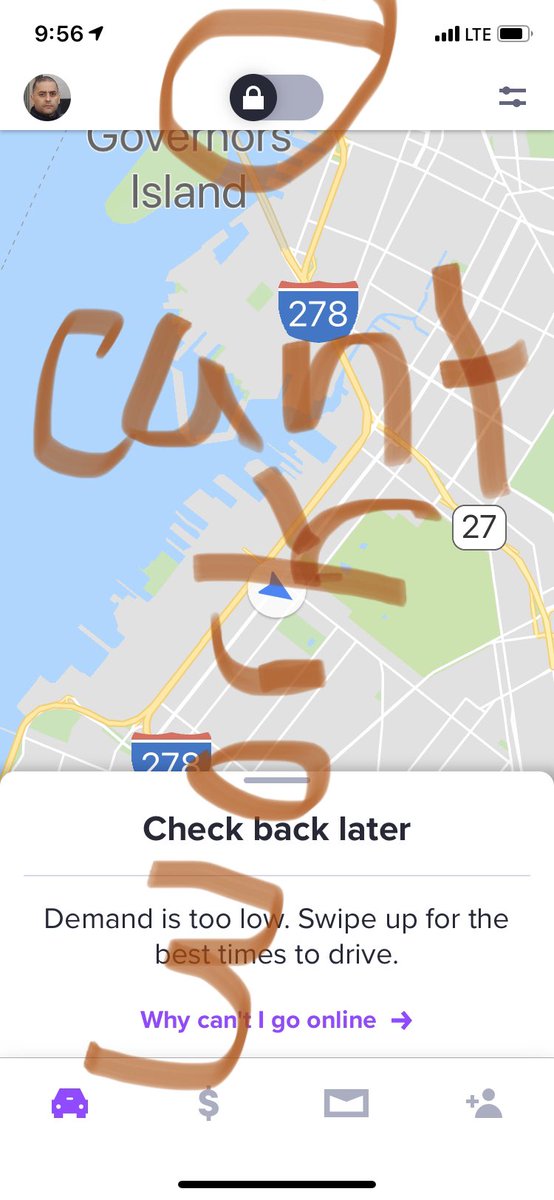 9:56 LTE
Governors
Island
278
cant
27
work
278
Check back later
Demand is too low. Swipe up for the
best times to drive.
Why can't I go online →
$